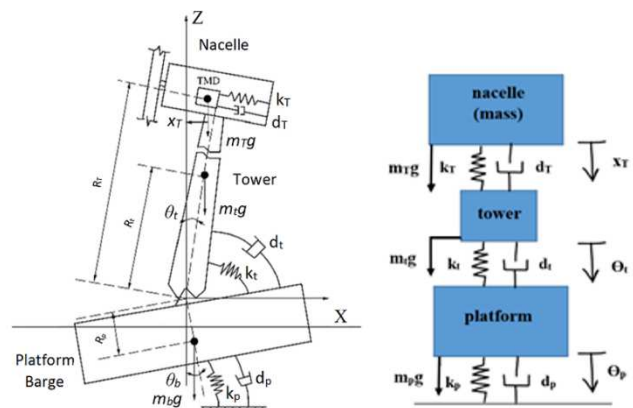 Z
Nacelle
TMD
k_T
d_T
x_T
m_Tg
R_T
R_t
Tower
θ_t
m_tg
d_t
k_t
X
R_p
Platform
Barge
θ_b
m_bg
k_p
d_p
nacelle
(mass)
m_Tg
k_T
d_T
x_T
tower
m_tg
k_t
d_t
Θ_t
platform
m_pg
k_p
d_p
Θ_p